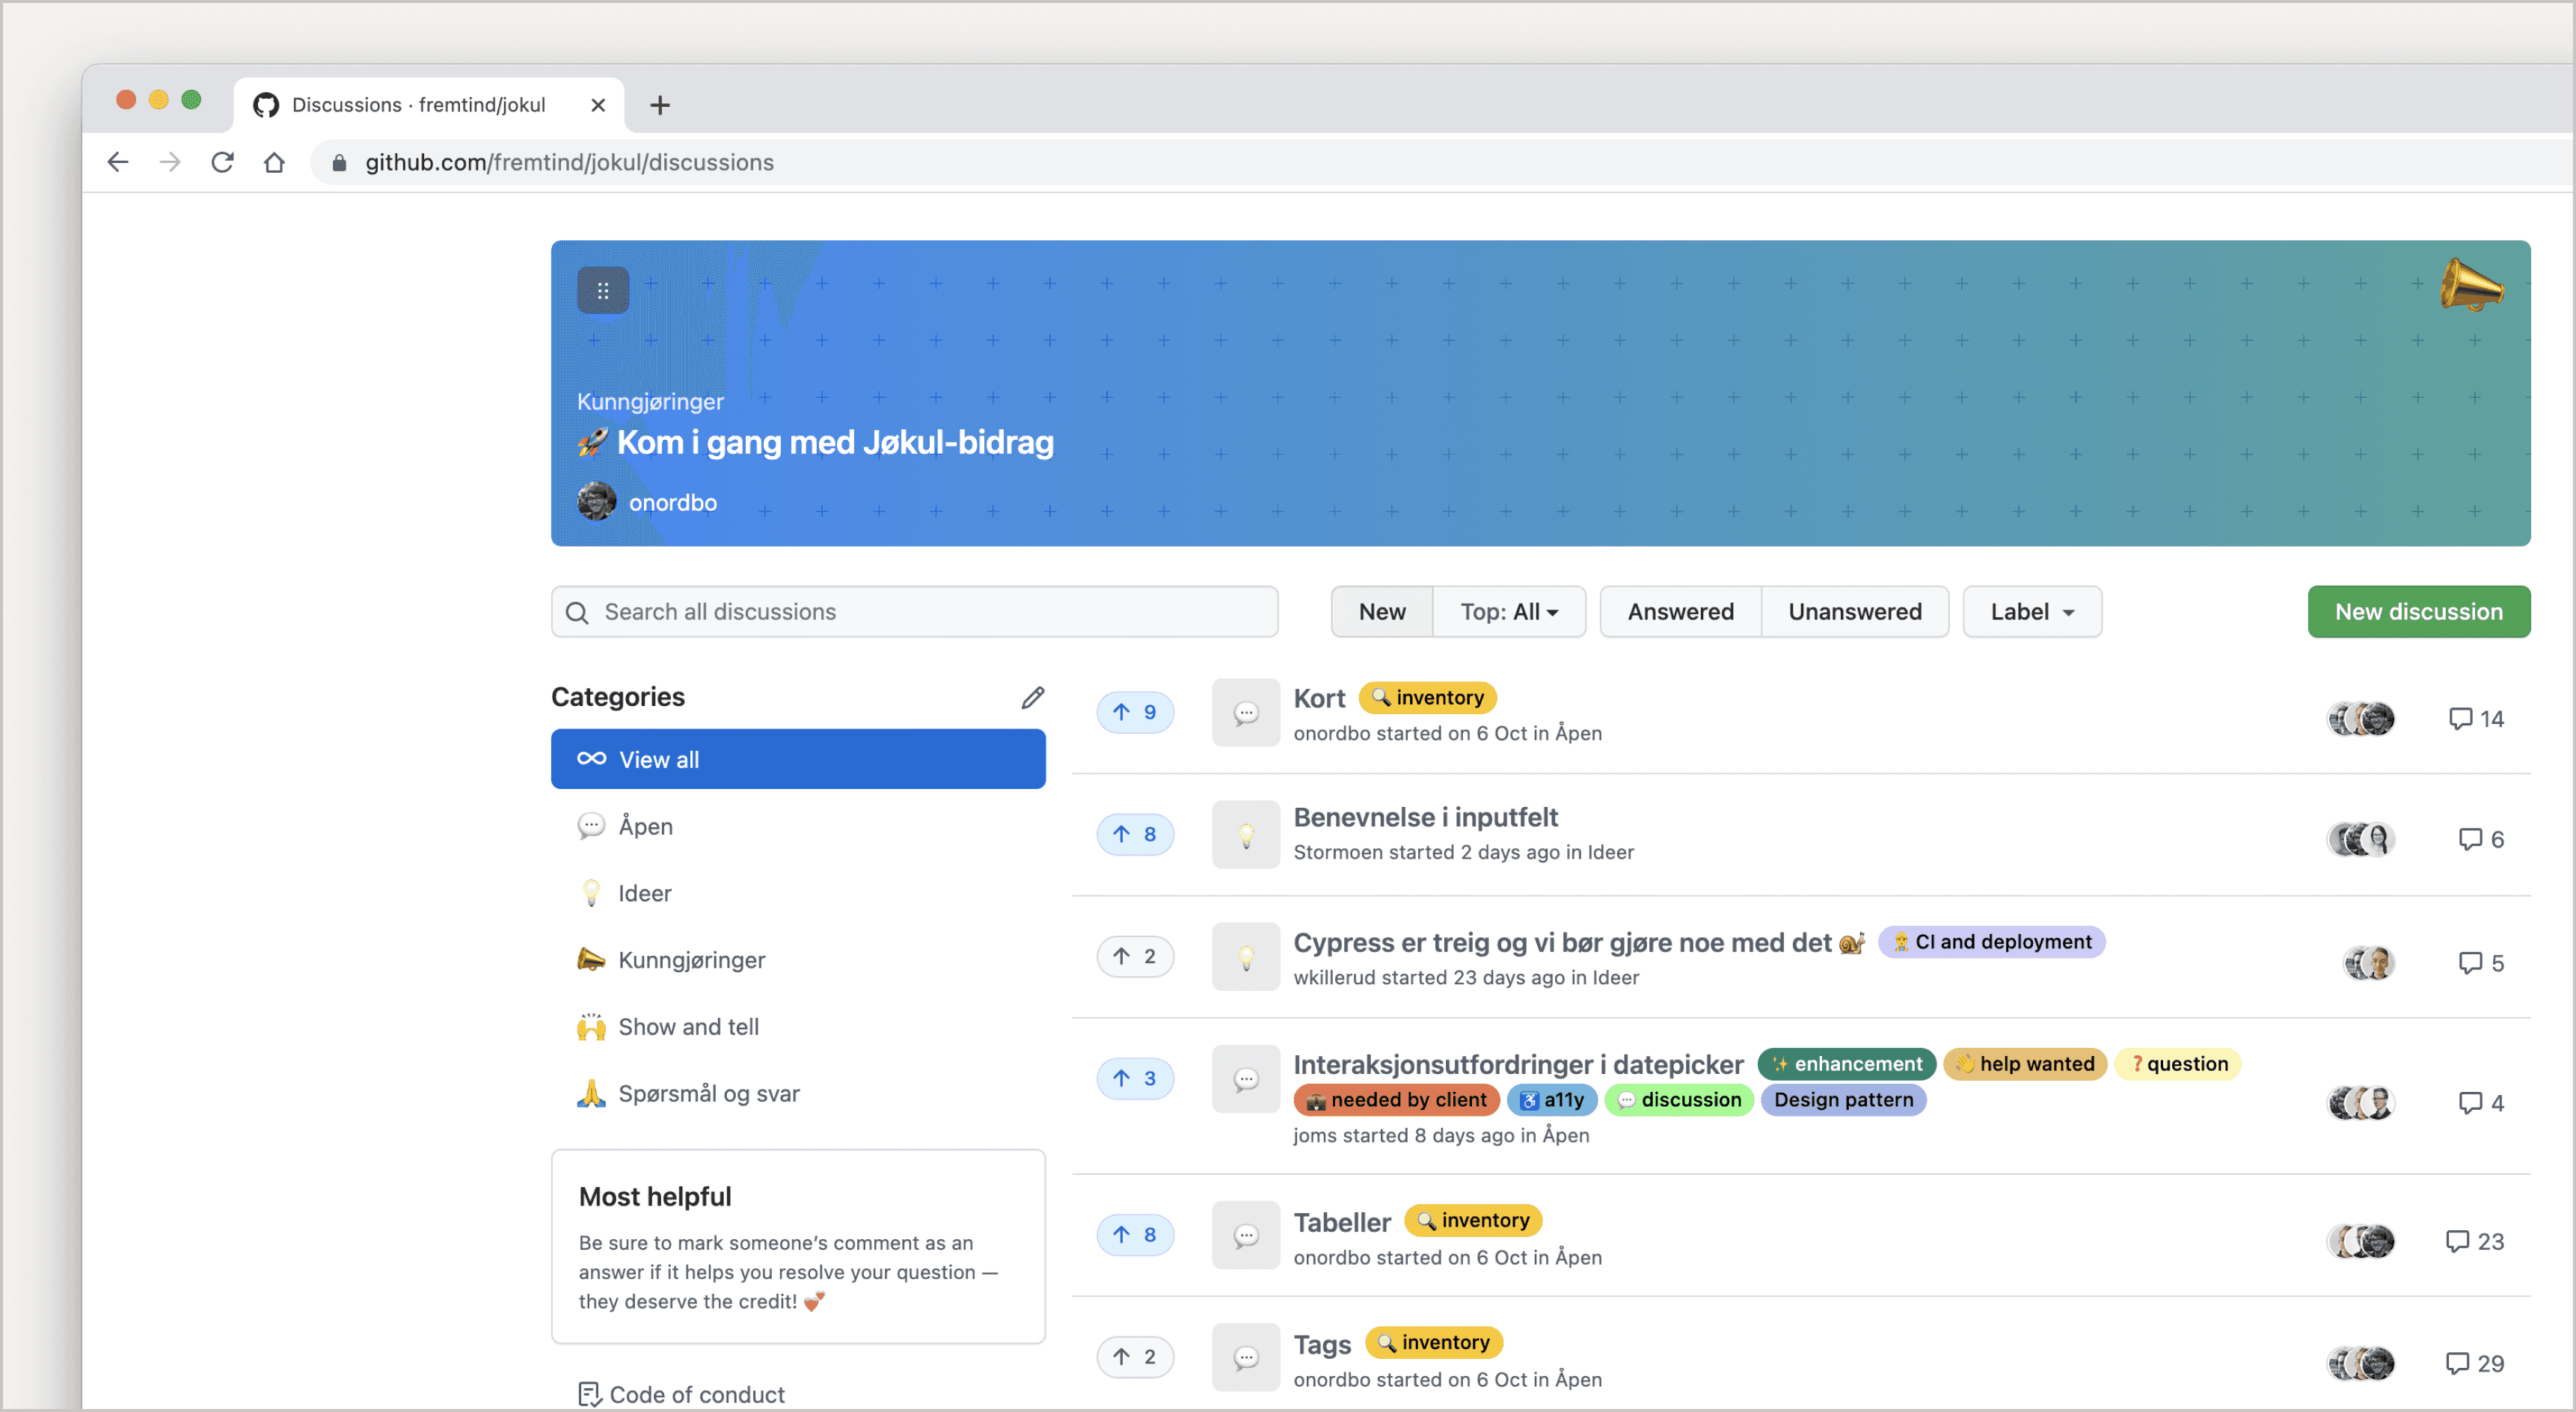 Discussions · fremtind/jokul
github.com/fremtind/jokul/discussions
Kunngjøringer
🚀 Kom i gang med Jøkul-bidrag
onordbo
Search all discussions
New
Top: All
Answered
Unanswered
Label
New discussion
Categories
View all
Åpen
Ideer
Kunngjøringer
Show and tell
Spørsmål og svar
Most helpful
Be sure to mark someone’s comment as an
answer if it helps you resolve your question —
they deserve the credit! 💕
Code of conduct
9
Kort 🔍 inventory
onordbo started on 6 Oct in Åpen
14
8
Benevnelse i inputfelt
Stormoen started 2 days ago in Ideer
6
2
Cypress er treig og vi bør gjøre noe med det 🐌 👷 CI and deployment
wkillerud started 23 days ago in Ideer
5
3
Interaksjonsutfordringer i datepicker ✨ enhancement 👋 help wanted ❓ question
💼 needed by client ♿ a11y 💬 discussion Design pattern
joms started 8 days ago in Åpen
4
8
Tabeller 🔍 inventory
onordbo started on 6 Oct in Åpen
23
2
Tags 🔍 inventory
onordbo started on 6 Oct in Åpen
29